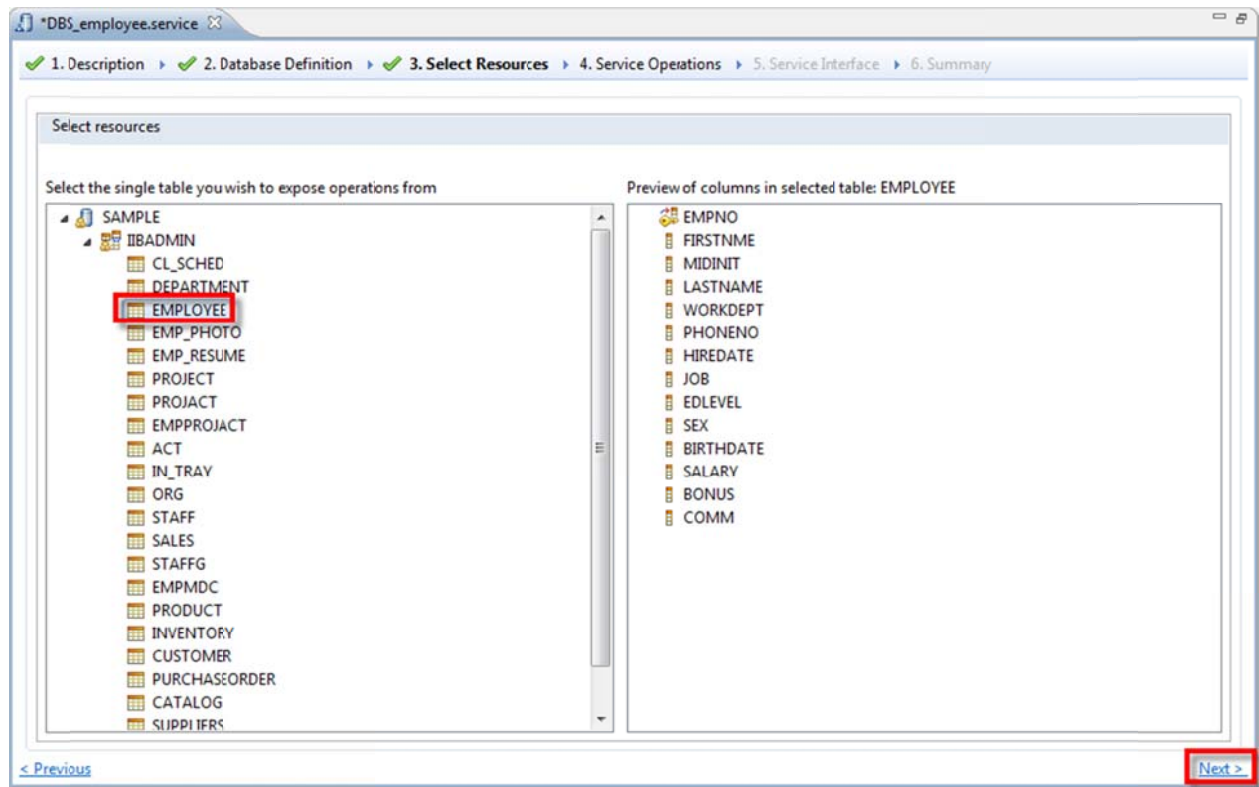 *DBS_employee.service
1. Description 2. Database Definition 3. Select Resources 4. Service Operations 5. Service Interface 6. Summary
Select resources
Select the single table you wish to expose operations from
SAMPLE
IIBADMIN
CL_SCHED
DEPARTMENT
EMPLOYEE
EMP_PHOTO
EMP_RESUME
PROJECT
PROJACT
EMPPROJACT
ACT
IN_TRAY
ORG
STAFF
SALES
STAFFG
EMPMDC
PRODUCT
INVENTORY
CUSTOMER
PURCHASEORDER
CATALOG
SUPPLIERS
Preview of columns in selected table: EMPLOYEE
EMPNO
FIRSTNME
MIDINIT
LASTNAME
WORKDEPT
PHONENO
HIREDATE
JOB
EDLEVEL
SEX
BIRTHDATE
SALARY
BONUS
COMM
< Previous
Next >